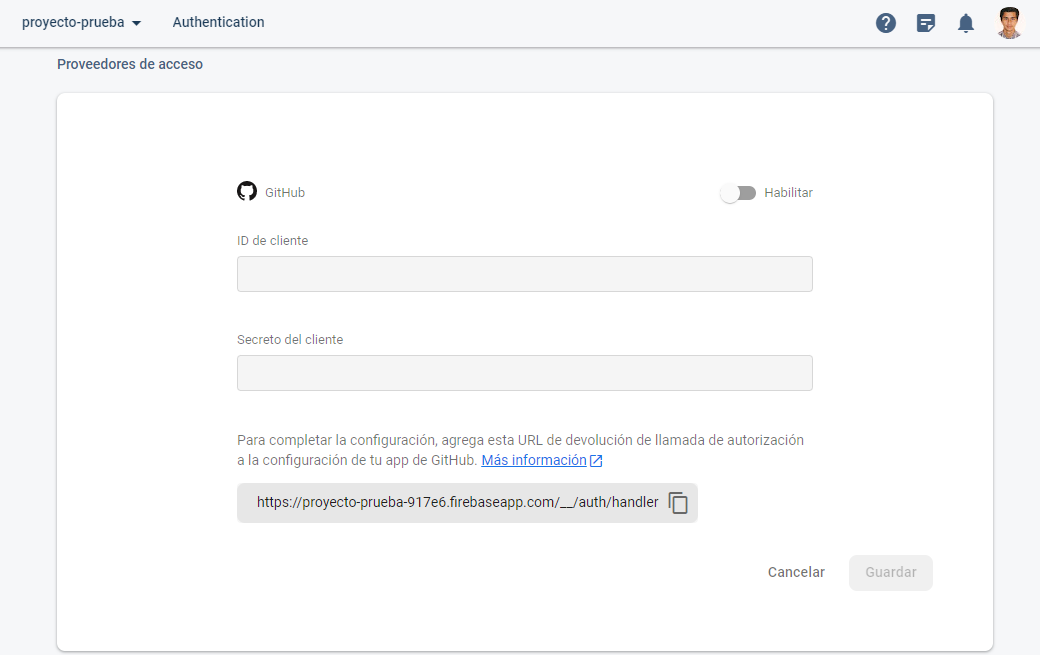 proyecto-prueba
Authentication
Proveedores de acceso
GitHub
Habilitar
ID de cliente
Secreto del cliente
Para completar la configuración, agrega esta URL de devolución de llamada de autorización
a la configuración de tu app de GitHub. Más información
https://proyecto-prueba-917e6.firebaseapp.com/__/auth/handler
Cancelar
Guardar